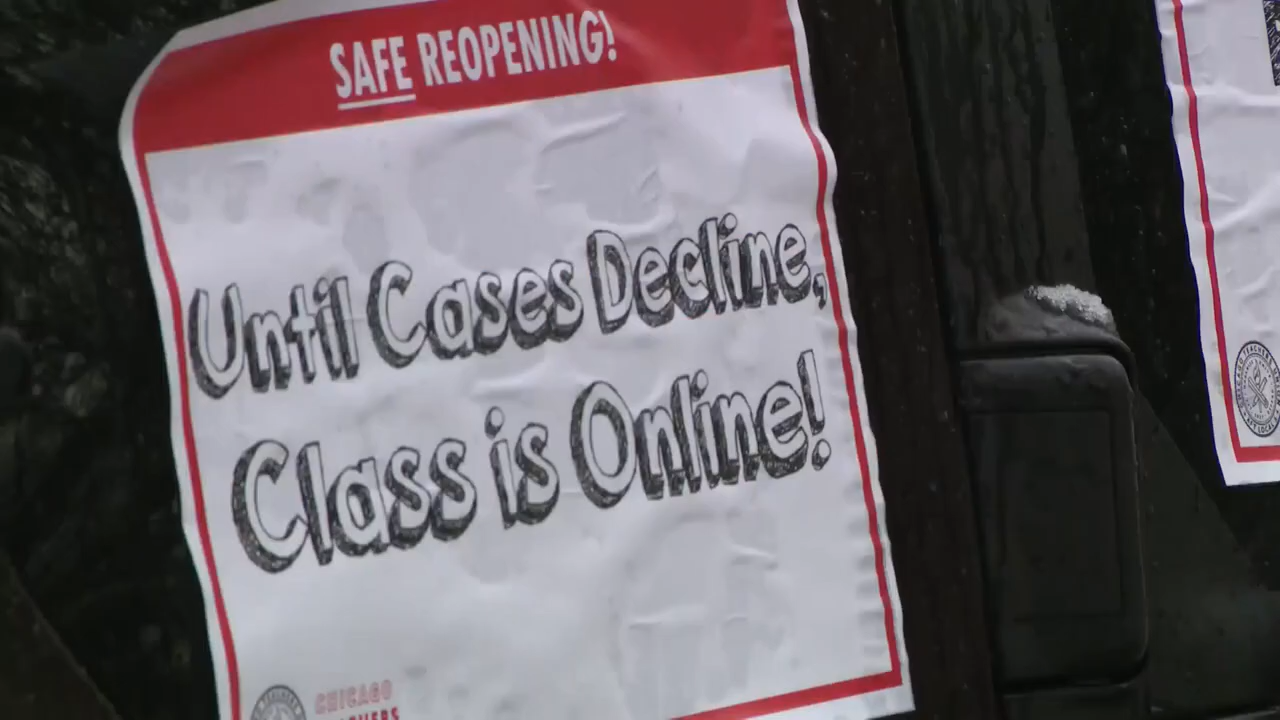 SAFE REOPENING!
Until Cases Decline,
Class is Online!
CHICAGO